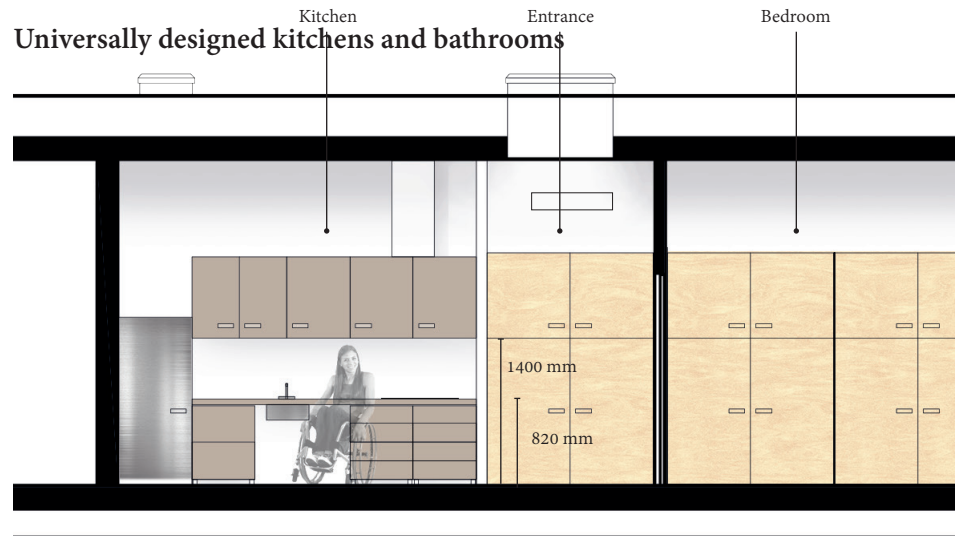 Kitchen
Entrance
Bedroom
Universally designed kitchens and bathrooms
1400 mm
820 mm